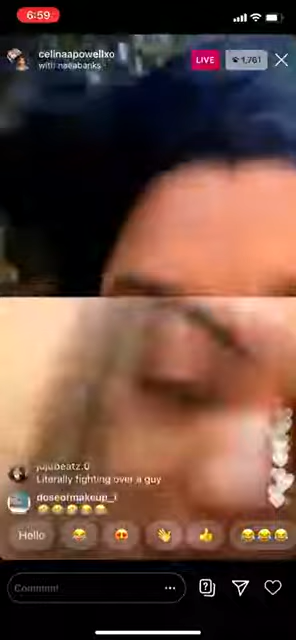 6:59
celinaapowellxo
with naeabanks
LIVE
1,761
jujubeatz.0
Literally fighting over a guy
doseofmakeup_i
Hello
Comment